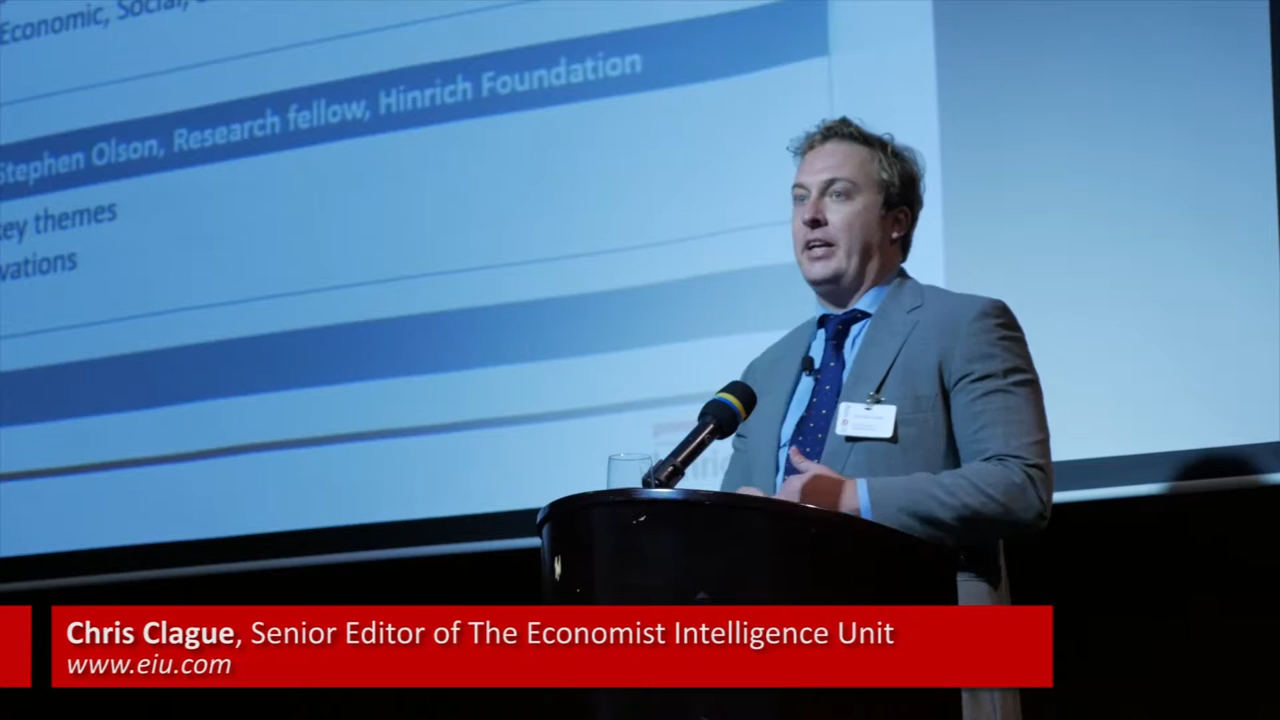 Economic, Social,
Stephen Olson, Research fellow, Hinrich Foundation
key themes
vations
Chris Clague, Senior Editor of The Economist Intelligence Unit
www.eiu.com